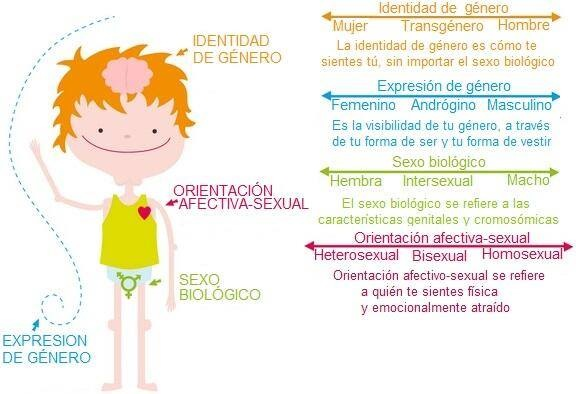 IDENTIDAD
DE GÉNERO
ORIENTACIÓN
AFECTIVA-SEXUAL
SEXO
BIOLÓGICO
EXPRESION
DE GÉNERO
Identidad de género
Mujer Transgénero Hombre
La identidad de género es cómo te
sientes tú, sin importar el sexo biológico
Expresión de género
Femenino Andrógino Masculino
Es la visibilidad de tu género, a través
de tu forma de ser y tu forma de vestir
Sexo biológico
Hembra Intersexual Macho
El sexo biológico se refiere a las
características genitales y cromosómicas
Orientación afectiva-sexual
Heterosexual Bisexual Homosexual
Orientación afectivo-sexual se refiere
a quién te sientes física
y emocionalmente atraído